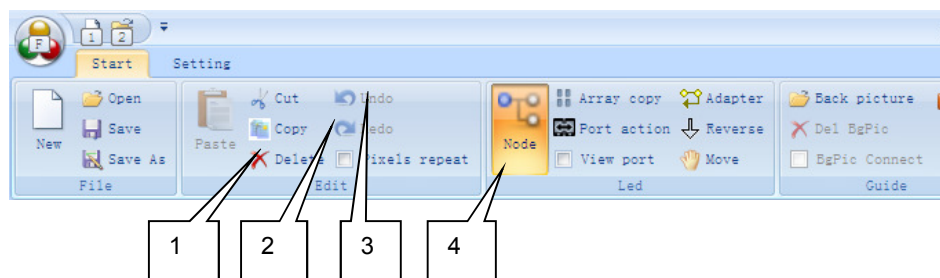 F 1 2
Start Setting
New Open Save Save As
File
Paste Cut Copy Delete Undo Redo Pixels repeat
Edit
Node Array copy Port action View port Adapter Reverse Move
Led
Back picture Del BgPic BgPic Connect
Guide
1 2 3 4